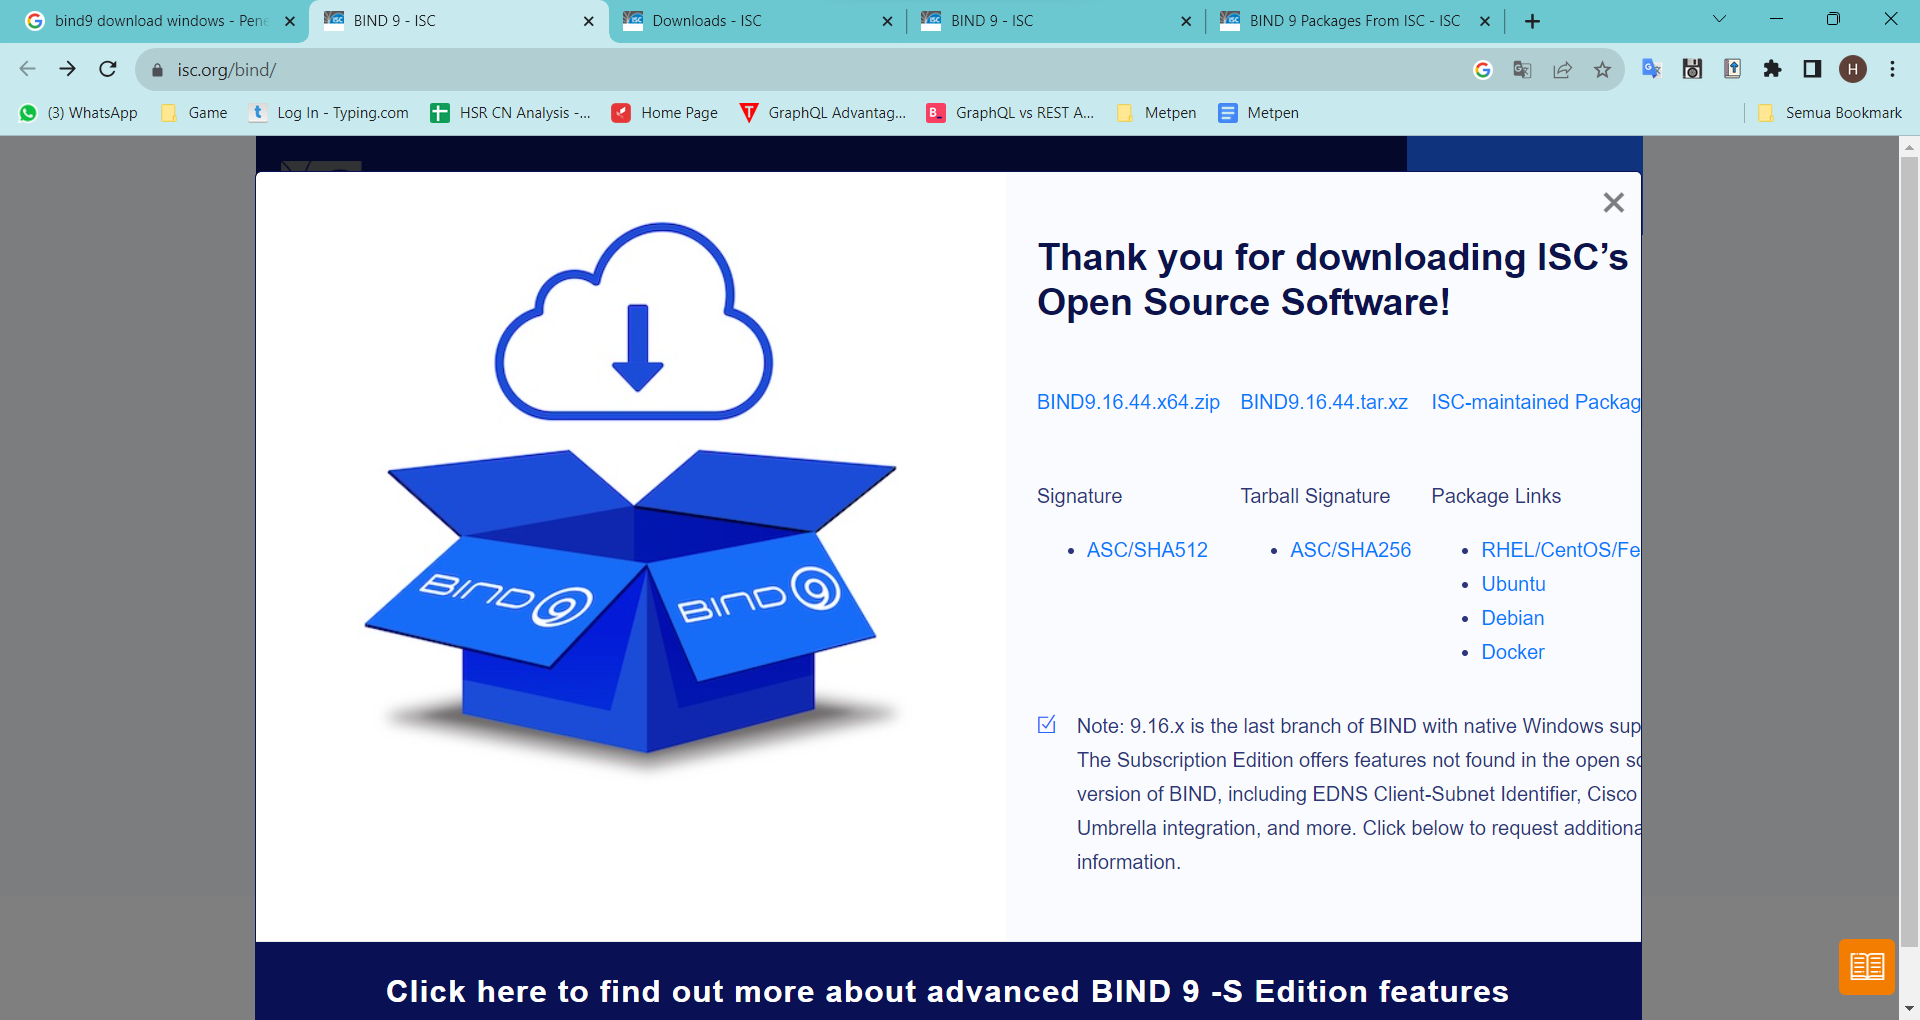 bind9 download windows - Pene
BIND 9 - ISC
Downloads - ISC
BIND 9 - ISC
BIND 9 Packages From ISC - ISC
isc.org/bind/
H
(3) WhatsApp
Game
Log In - Typing.com
HSR CN Analysis -...
Home Page
GraphQL Advantag...
GraphQL vs REST A...
Metpen
Metpen
Semua Bookmark
Thank you for downloading ISC’s
Open Source Software!
BIND9.16.44.x64.zip
BIND9.16.44.tar.xz
ISC-maintained Packag
Signature
Tarball Signature
Package Links
ASC/SHA512
ASC/SHA256
RHEL/CentOS/Fe
Ubuntu
Debian
Docker
BIND 9
BIND 9
Note: 9.16.x is the last branch of BIND with native Windows sup
The Subscription Edition offers features not found in the open so
version of BIND, including EDNS Client-Subnet Identifier, Cisco
Umbrella integration, and more. Click below to request additiona
information.
Click here to find out more about advanced BIND 9 -S Edition features